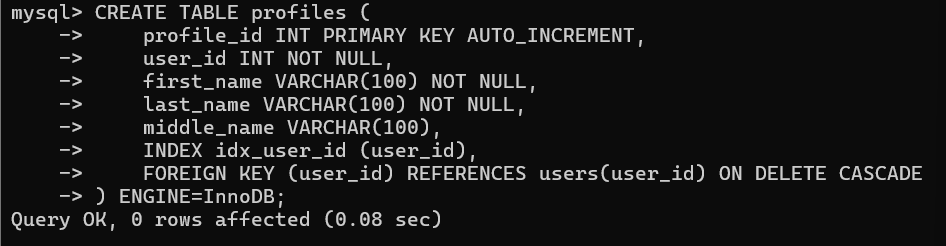 mysql> CREATE TABLE profiles (
    ->     profile_id INT PRIMARY KEY AUTO_INCREMENT,
    ->     user_id INT NOT NULL,
    ->     first_name VARCHAR(100) NOT NULL,
    ->     last_name VARCHAR(100) NOT NULL,
    ->     middle_name VARCHAR(100),
    ->     INDEX idx_user_id (user_id),
    ->     FOREIGN KEY (user_id) REFERENCES users(user_id) ON DELETE CASCADE
    -> ) ENGINE=InnoDB;
Query OK, 0 rows affected (0.08 sec)